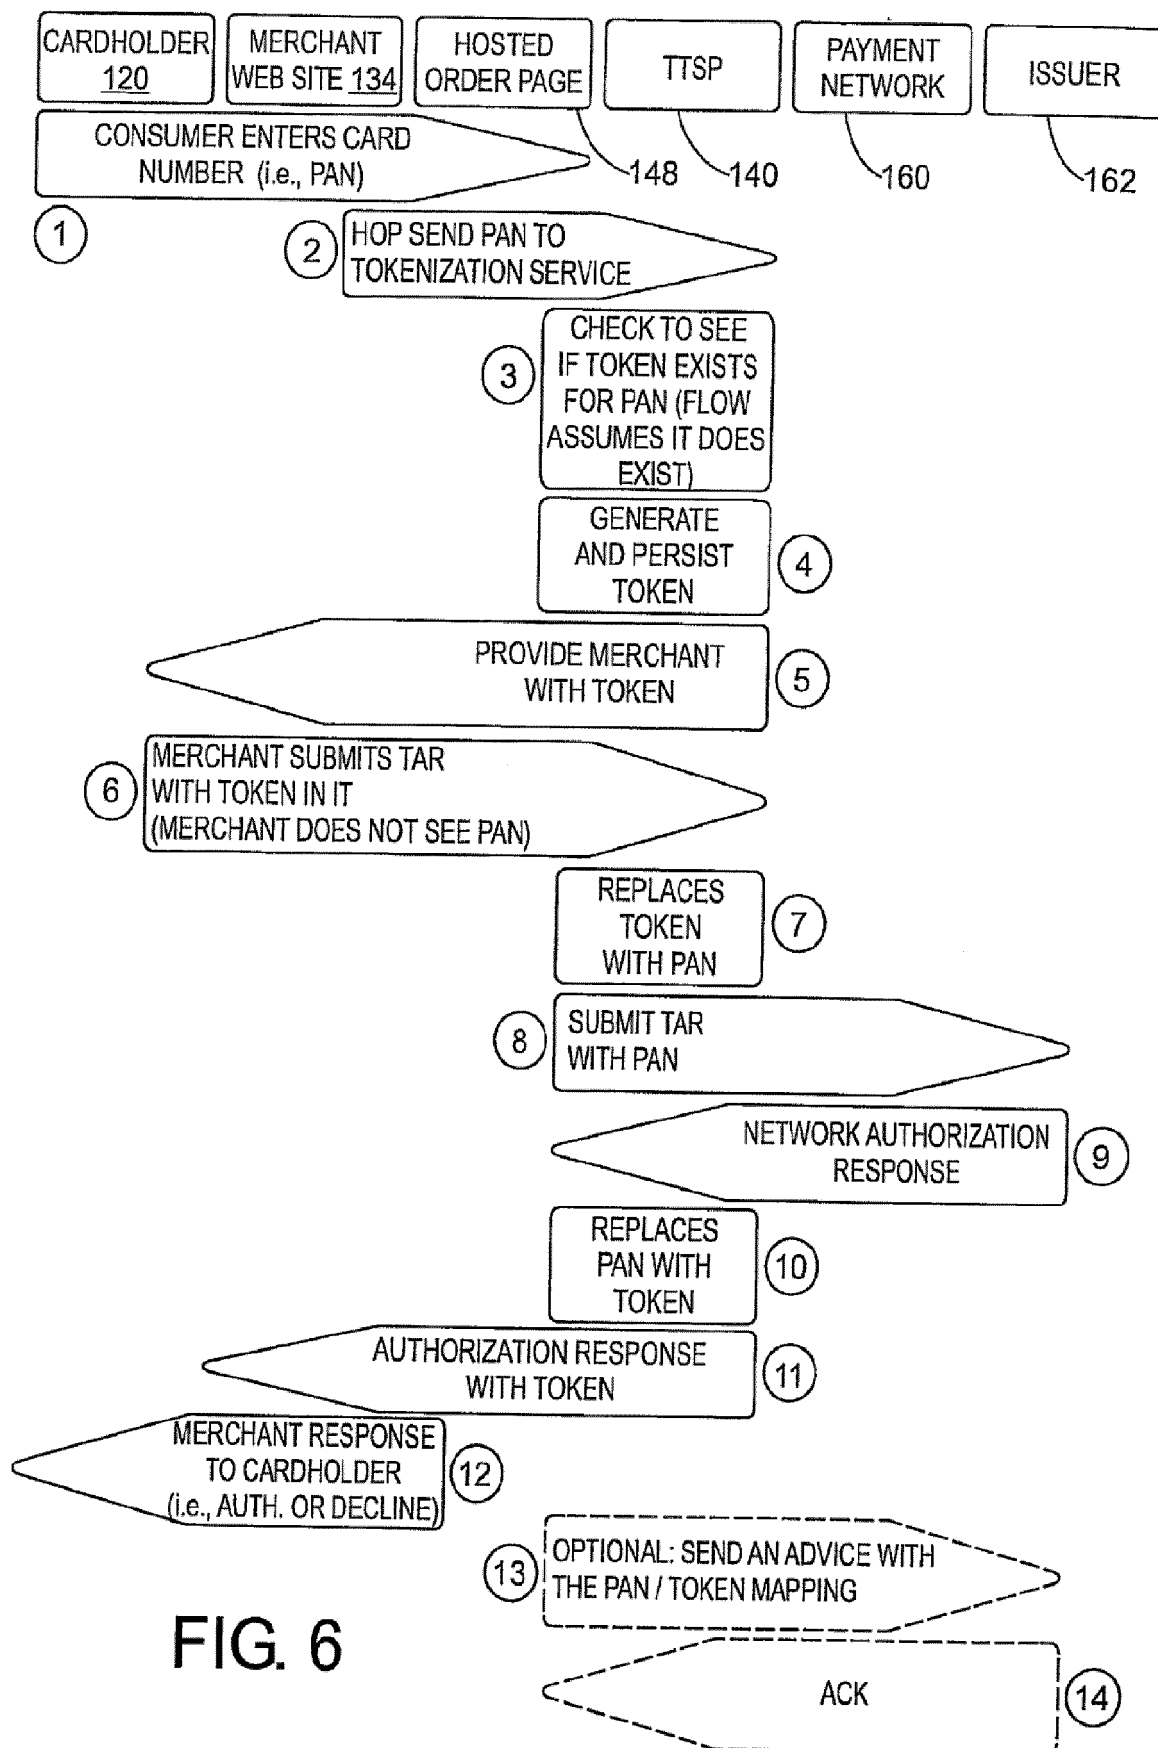 CARDHOLDER
120
MERCHANT
WEB SITE 134
HOSTED
ORDER PAGE
TTSP
PAYMENT
NETWORK
ISSUER
148
140
160
162
CONSUMER ENTERS CARD
NUMBER (i.e., PAN)
1
2
HOP SEND PAN TO
TOKENIZATION SERVICE
3
CHECK TO SEE
IF TOKEN EXISTS
FOR PAN (FLOW
ASSUMES IT DOES
EXIST)
GENERATE
AND PERSIST
TOKEN
4
PROVIDE MERCHANT
WITH TOKEN
5
6
MERCHANT SUBMITS TAR
WITH TOKEN IN IT
(MERCHANT DOES NOT SEE PAN)
REPLACES
TOKEN
WITH PAN
7
8
SUBMIT TAR
WITH PAN
NETWORK AUTHORIZATION
RESPONSE
9
REPLACES
PAN WITH
TOKEN
10
AUTHORIZATION RESPONSE
WITH TOKEN
11
MERCHANT RESPONSE
TO CARDHOLDER
(i.e., AUTH. OR DECLINE)
12
13
OPTIONAL: SEND AN ADVICE WITH
THE PAN / TOKEN MAPPING
ACK
14
FIG. 6